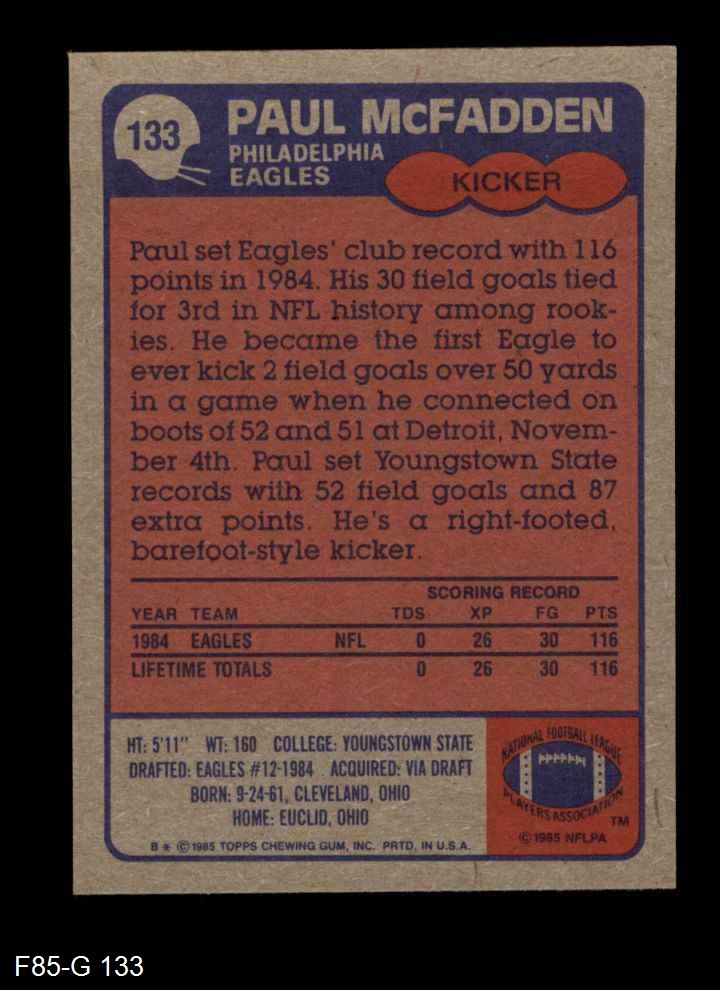 133
PAUL McFADDEN
PHILADELPHIA
EAGLES
KICKER
Paul set Eagles' club record with 116
points in 1984. His 30 field goals tied
for 3rd in NFL history among rook-
ies. He became the first Eagle to
ever kick 2 field goals over 50 yards
in a game when he connected on
boots of 52 and 51 at Detroit, Novem-
ber 4th. Paul set Youngstown State
records with 52 field goals and 87
extra points. He's a right-footed,
barefoot-style kicker.
SCORING RECORD
YEAR TEAM TDS XP FG PTS
1984 EAGLES NFL 0 26 30 116
LIFETIME TOTALS 0 26 30 116
HT: 5'11" WT: 160 COLLEGE: YOUNGSTOWN STATE
DRAFTED: EAGLES #12-1984 ACQUIRED: VIA DRAFT
BORN: 9-24-61, CLEVELAND, OHIO
HOME: EUCLID, OHIO
B * © 1985 TOPPS CHEWING GUM, INC. PRTD. IN U.S.A.
NATIONAL FOOTBALL LEAGUE
PLAYERS ASSOCIATION
TM
© 1985 NFLPA
F85-G 133